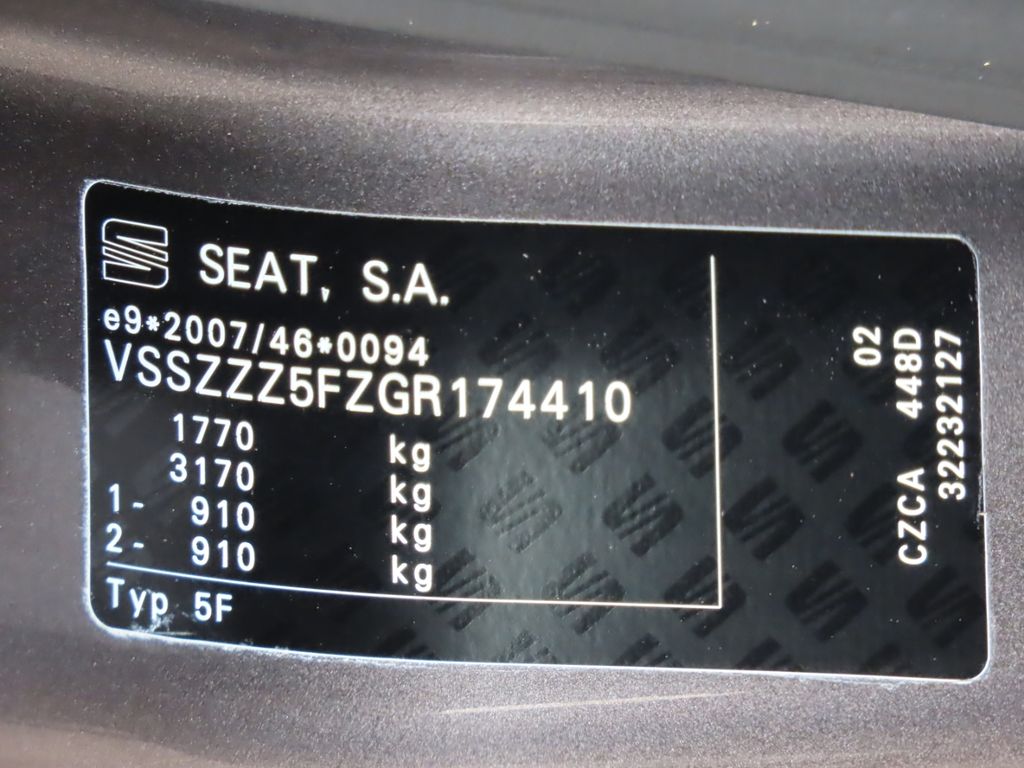 SEAT, S.A.
e9*2007/46*0094
VSSZZZ5FZGR174410
1770 kg
3170 kg
1- 910 kg
2- 910 kg
Typ 5F
02
CZCA 448D
32232127